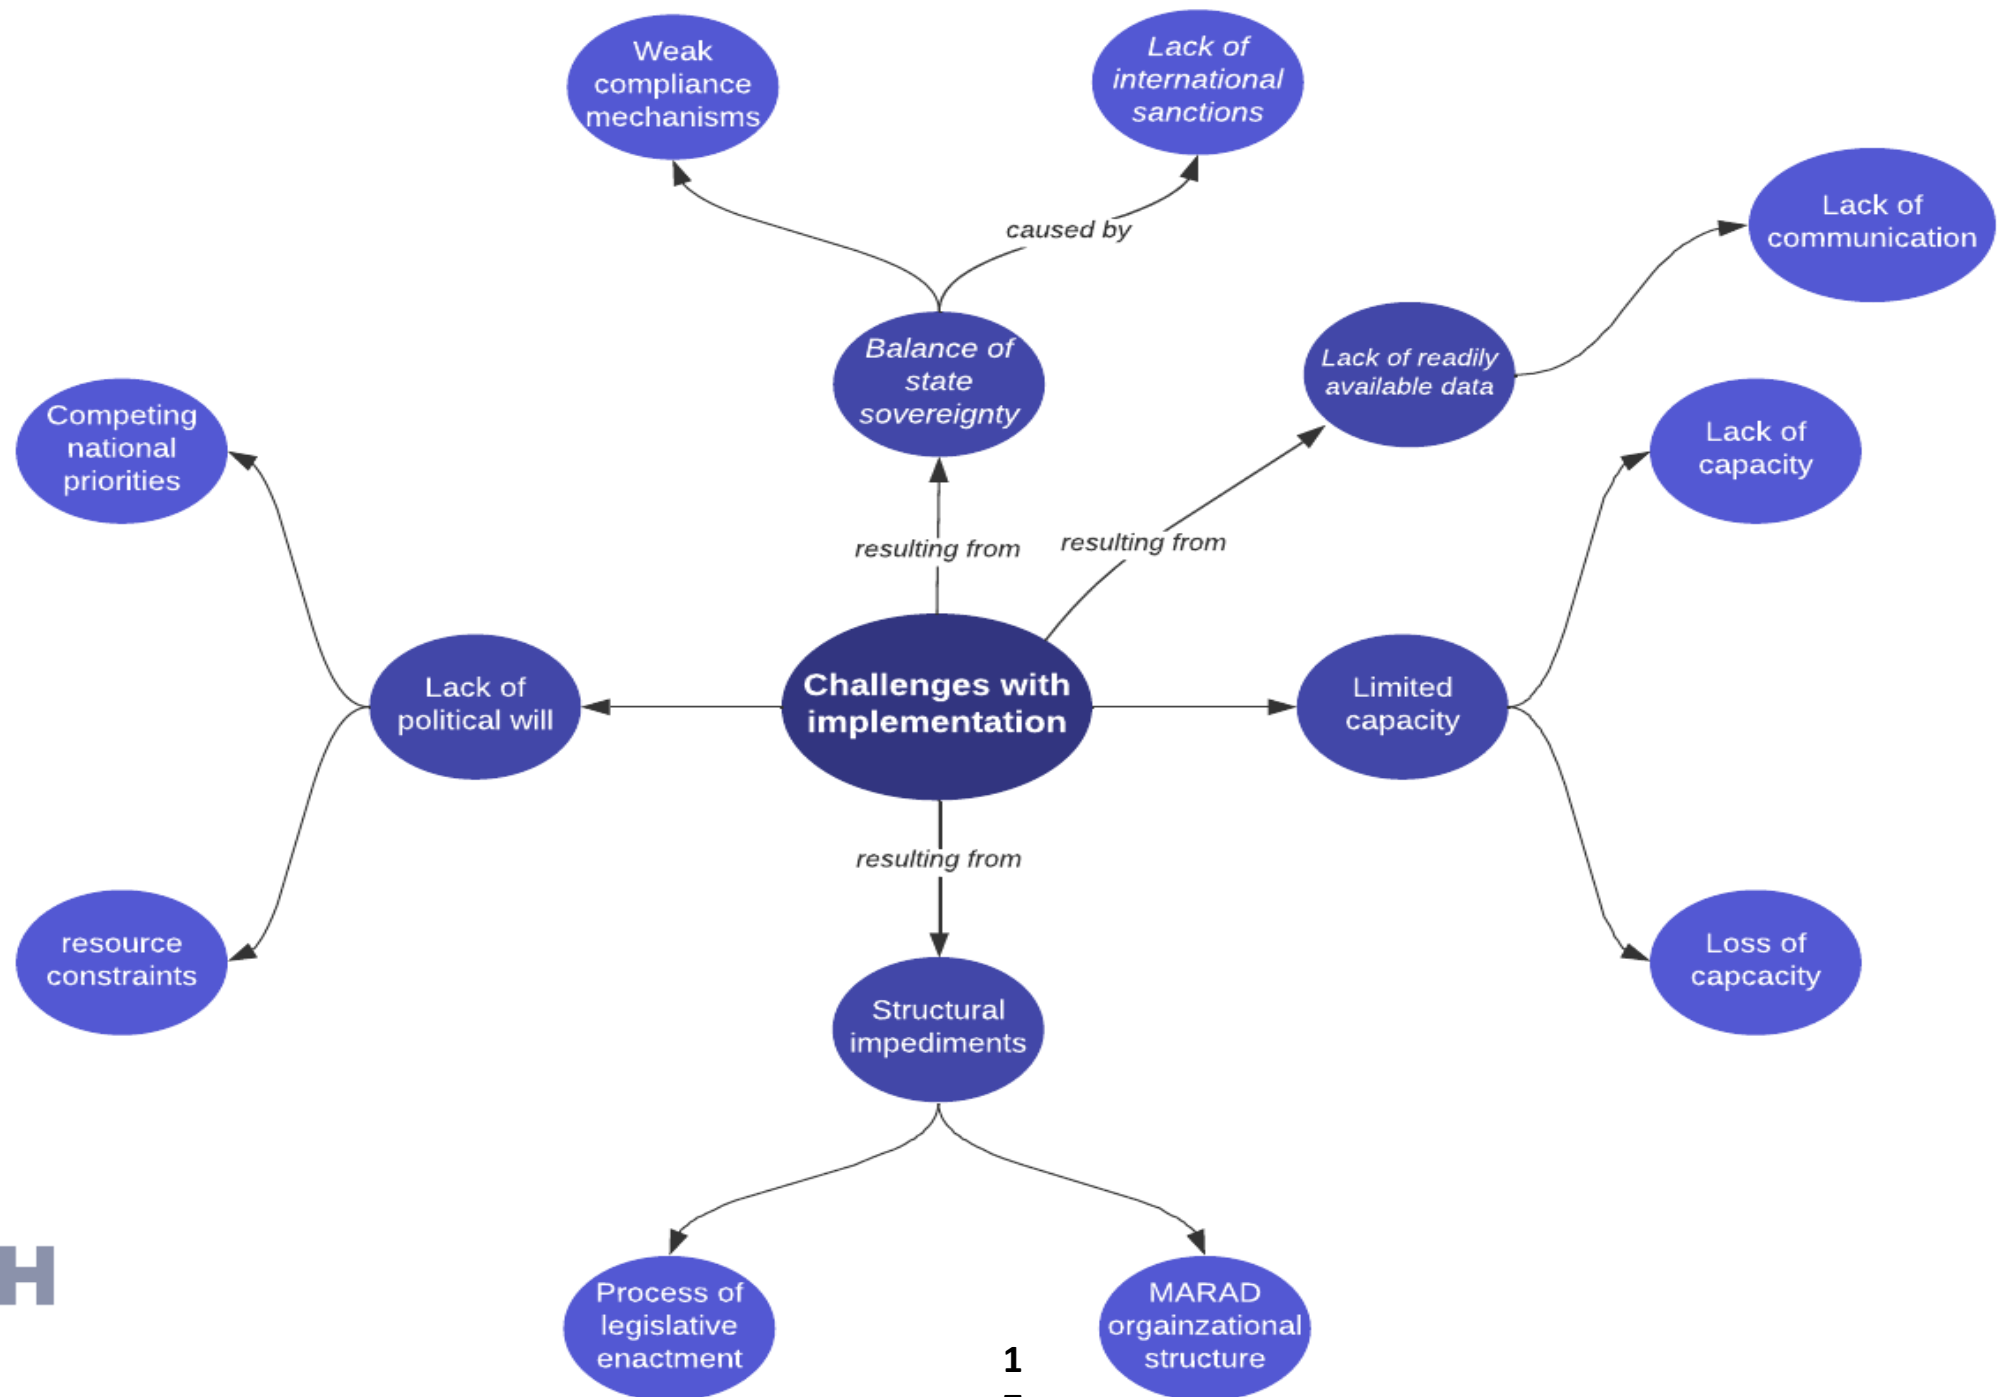 Weak
compliance
mechanisms
Lack of
international
sanctions
caused by
Lack of
communication
Balance of
state
sovereignty
Lack of readily
available data
Competing
national
priorities
Lack of
capacity
resulting from
resulting from
Lack of
political will
Challenges with
implementation
Limited
capacity
resulting from
resource
constraints
Loss of
capcacity
Structural
impediments
H
Process of
legislative
enactment
MARAD
orgainzational
structure
1